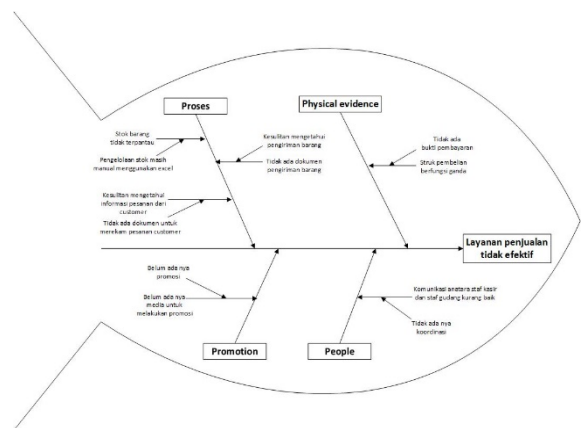 Proses
Physical evidence
Stok barang
tidak terpantau
Pengelolaan stok masih
manual menggunakan excel
Kesulitan mengetahui
pengiriman barang
Tidak ada dokumen
pengiriman barang
Kesulitan mengetahui
informasi pesanan dari
customer
Tidak ada dokumen untuk
merekam pesanan customer
Tidak ada
bukti pembayaran
Struk pembelian
berfungsi ganda
Layanan penjualan
tidak efektif
Belum ada nya
promosi
Belum ada nya
media untuk
melakukan promosi
Komunikasi anatara staf kasir
dan staf gudang kurang baik
Tidak ada nya
koordinasi
Promotion
People